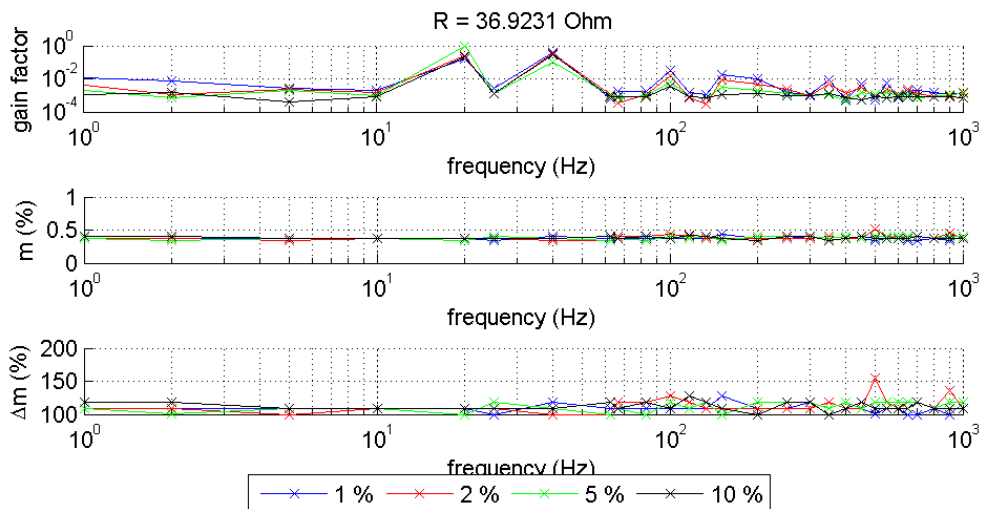 R = 36.9231 Ohm
gain factor
10^0
10^-2
10^-4
10^0 10^1 10^2 10^3
frequency (Hz)
m (%)
1
0.5
0
10^0 10^1 10^2 10^3
frequency (Hz)
Δm (%)
200
150
100
10^0 10^1 10^2 10^3
frequency (Hz)
1 % 2 % 5 % 10 %